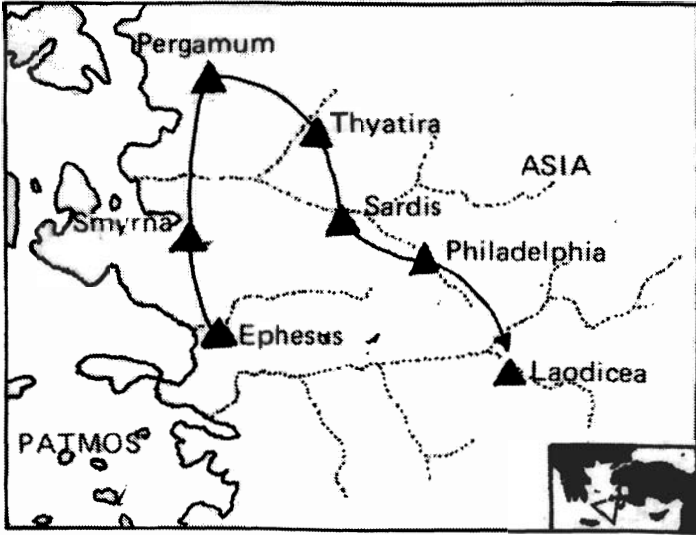 Pergamum
Thyatira
ASIA
Sardis
Smyrna
Philadelphia
Ephesus
Laodicea
PATMOS